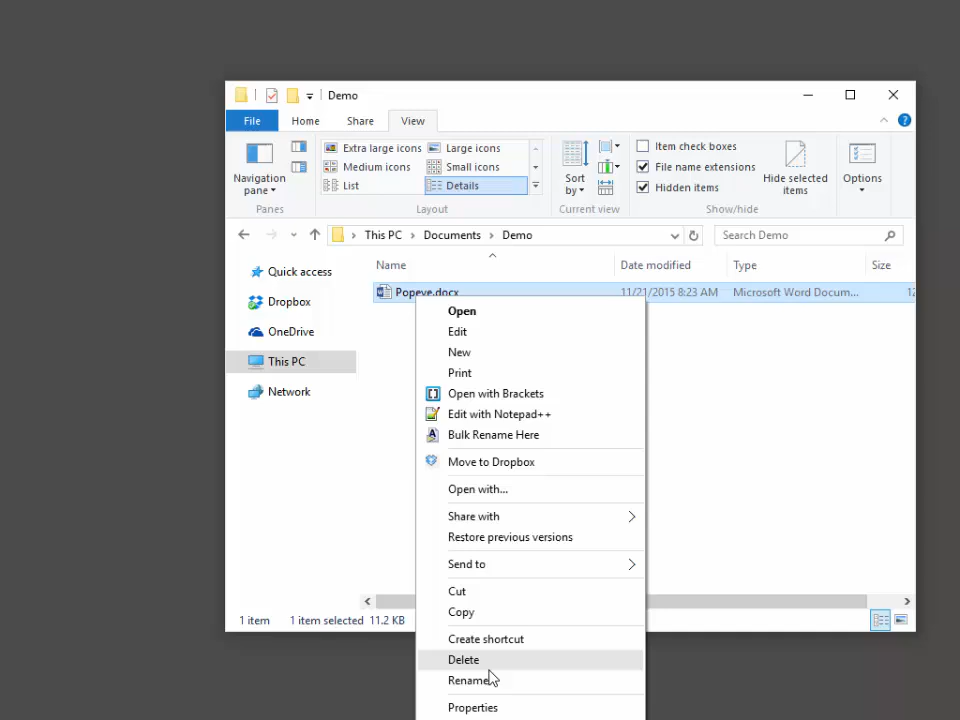 Demo
File Home Share View
Extra large icons Large icons Item check boxes
Medium icons Small icons File name extensions
List Details Hidden items
Navigation pane
Sort by
Hide selected items
Options
Panes Layout Current view Show/hide
This PC > Documents > Demo Search Demo
Name Date modified Type Size
Popeye.docx 11/21/2015 8:23 AM Microsoft Word Docum... 12
Quick access
Dropbox
OneDrive
This PC
Network
Open
Edit
New
Print
Open with Brackets
Edit with Notepad++
Bulk Rename Here
Move to Dropbox
Open with...
Share with
Restore previous versions
Send to
Cut
Copy
Create shortcut
Delete
Rename
Properties
1 item 1 item selected 11.2 KB